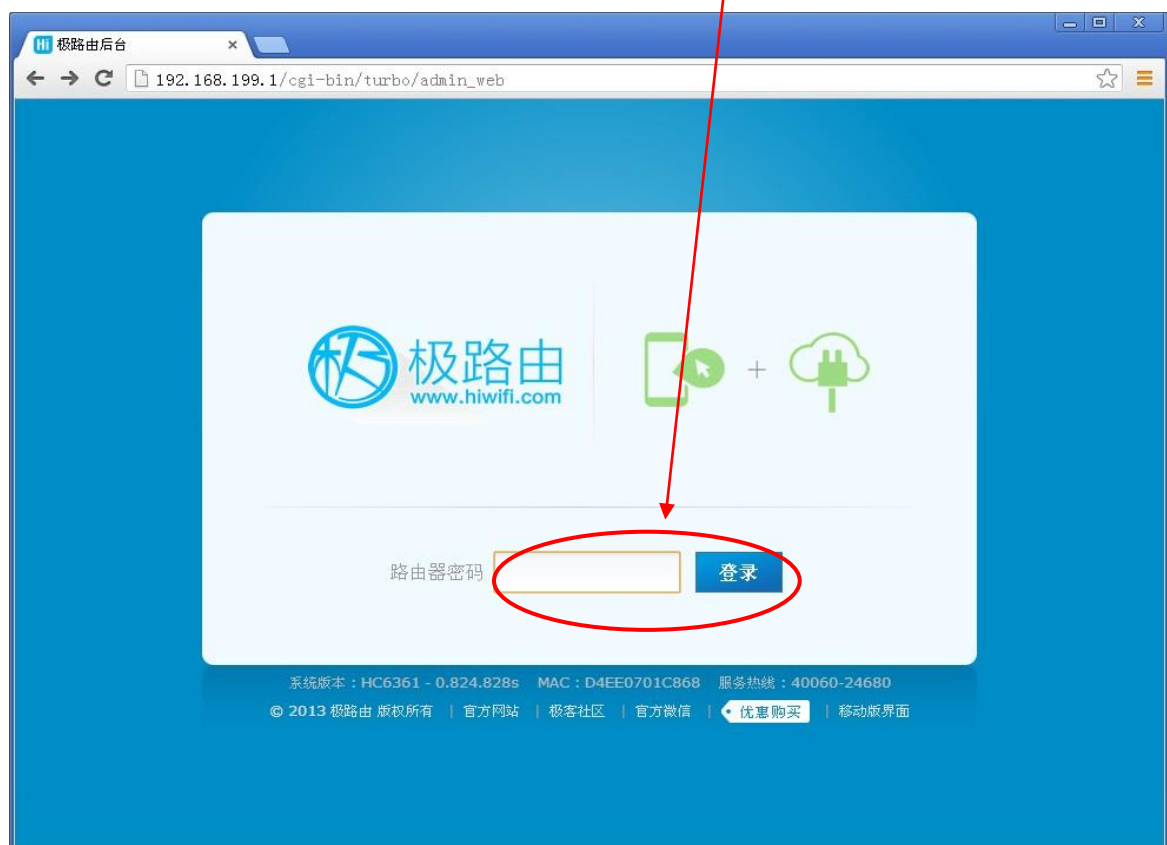 Hi 极路由后台
192.168.199.1/cgi-bin/turbo/admin_web
极 极路由
www.hiwifi.com
+
路由器密码 登录
系统版本：HC6361 - 0.824.828s MAC：D4EE0701C868 服务热线：40060-24680
© 2013 极路由 版权所有 | 官方网站 | 极客社区 | 官方微信 | 优惠购买 | 移动版界面